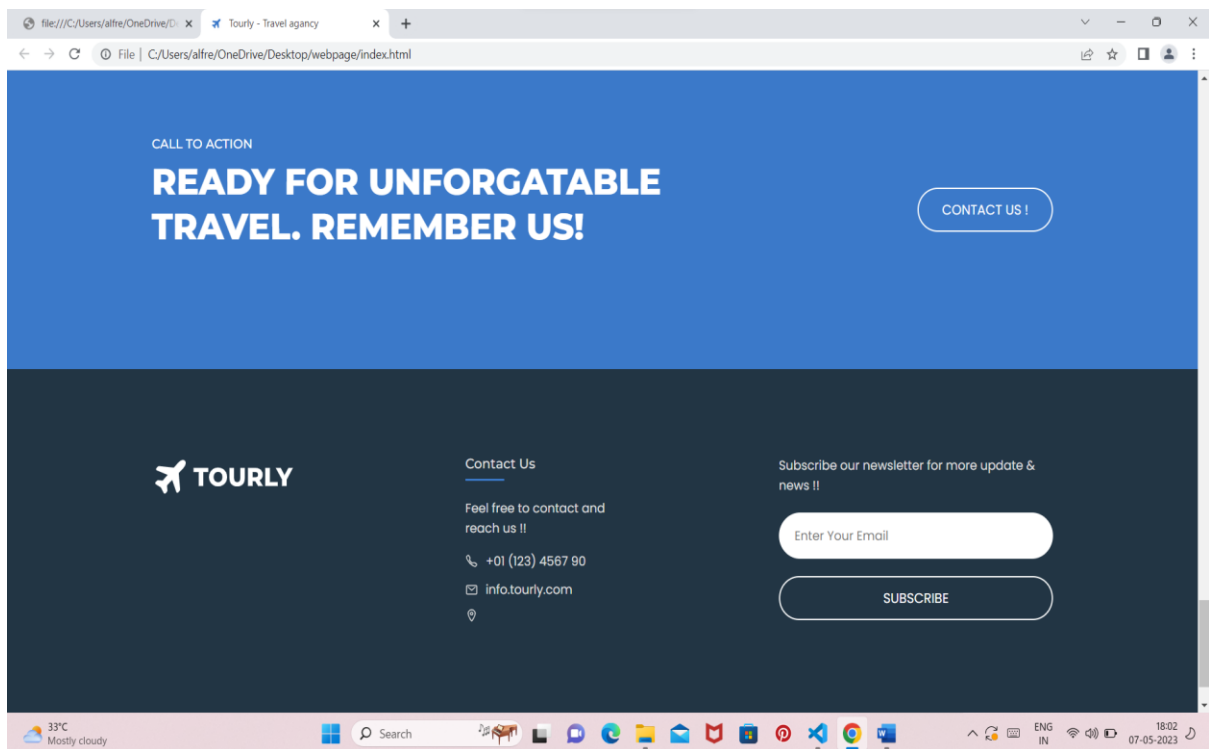 file:///C:/Users/alfre/OneDrive/D
Tourly - Travel agancy
File | C:/Users/alfre/OneDrive/Desktop/webpage/index.html
CALL TO ACTION
READY FOR UNFORGATABLE
TRAVEL. REMEMBER US!
CONTACT US !
TOURLY
Contact Us
Feel free to contact and
reach us !!
+01 (123) 4567 90
info.tourly.com
Subscribe our newsletter for more update &
news !!
Enter Your Email
SUBSCRIBE
33°C
Mostly cloudy
Search
ENG
IN
18:02
07-05-2023